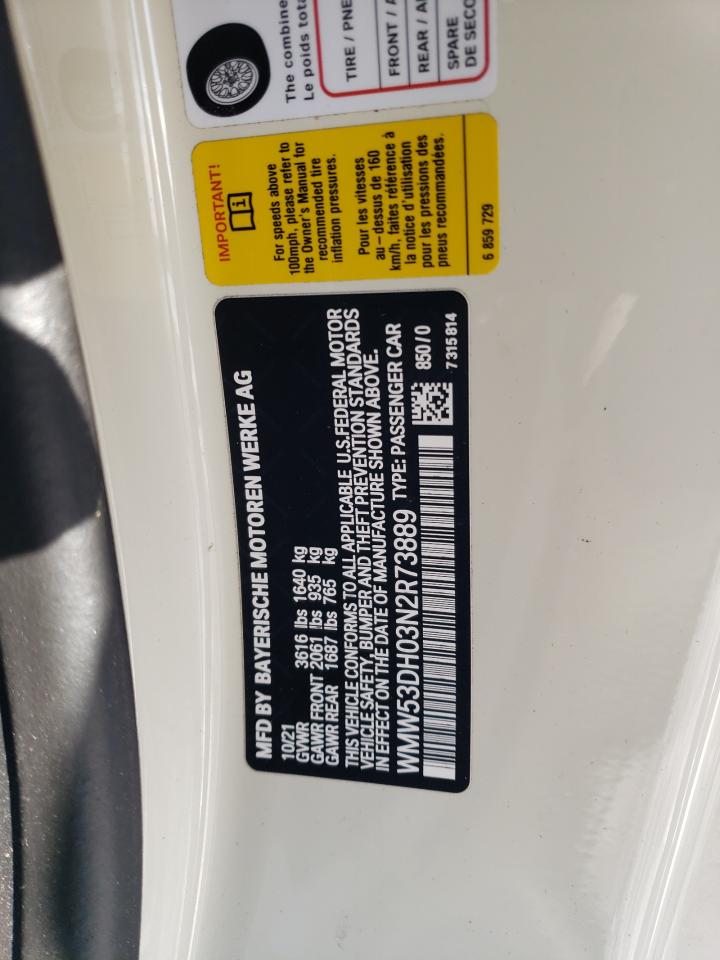 The combine
Le poids tota
TIRE / PNE
FRONT / A
REAR / AR
SPARE
DE SECO
IMPORTANT!
i
For speeds above
100mph, please refer to
the Owner's Manual for
recommended tire
inflation pressures.
Pour les vitesses
au-dessus de 160
km/h, faites référence à
la notice d'utilisation
pour les pressions des
pneus recommandées.
6 859 729
MFD BY BAYERISCHE MOTOREN WERKE AG
10/21
GVWR 3616 lbs 1640 kg
GAWR FRONT 2061 lbs 935 kg
GAWR REAR 1687 lbs 765 kg
THIS VEHICLE CONFORMS TO ALL APPLICABLE U.S. FEDERAL MOTOR
VEHICLE SAFETY, BUMPER AND THEFT PREVENTION STANDARDS
IN EFFECT ON THE DATE OF MANUFACTURE SHOWN ABOVE.
WMW53DH03N2R73889 TYPE: PASSENGER CAR
850/0
7315814